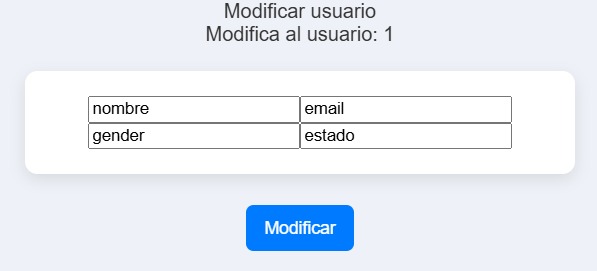 Modificar usuario
Modifica al usuario: 1
nombre email
gender estado
Modificar